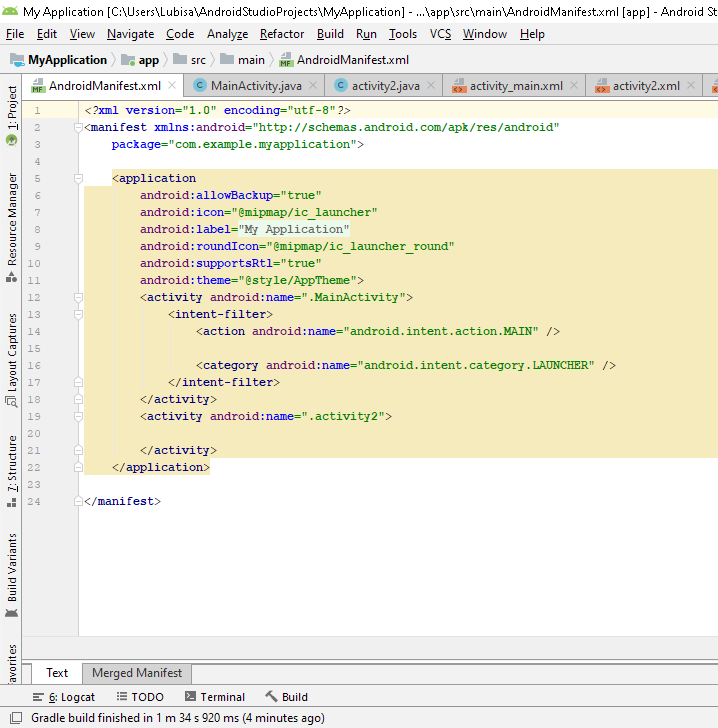 My Application [C:\Users\Lubisa\AndroidStudioProjects\MyApplication] - ...\app\src\main\AndroidManifest.xml [app] - Android St
File Edit View Navigate Code Analyze Refactor Build Run Tools VCS Window Help
MyApplication app src main AndroidManifest.xml
AndroidManifest.xml MainActivity.java activity2.java activity_main.xml activity2.xml
1: Project
Resource Manager
Layout Captures
7: Structure
Build Variants
avorites
1 <?xml version="1.0" encoding="utf-8"?>
2 <manifest xmlns:android="http://schemas.android.com/apk/res/android"
3 package="com.example.myapplication">
4
5 <application
6 android:allowBackup="true"
7 android:icon="@mipmap/ic_launcher"
8 android:label="My Application"
9 android:roundIcon="@mipmap/ic_launcher_round"
10 android:supportsRtl="true"
11 android:theme="@style/AppTheme">
12 <activity android:name=".MainActivity">
13 <intent-filter>
14 <action android:name="android.intent.action.MAIN" />
15
16 <category android:name="android.intent.category.LAUNCHER" />
17 </intent-filter>
18 </activity>
19 <activity android:name=".activity2">
20
21 </activity>
22 </application>
23
24 </manifest>
Text Merged Manifest
6: Logcat TODO Terminal Build
Gradle build finished in 1 m 34 s 920 ms (4 minutes ago)